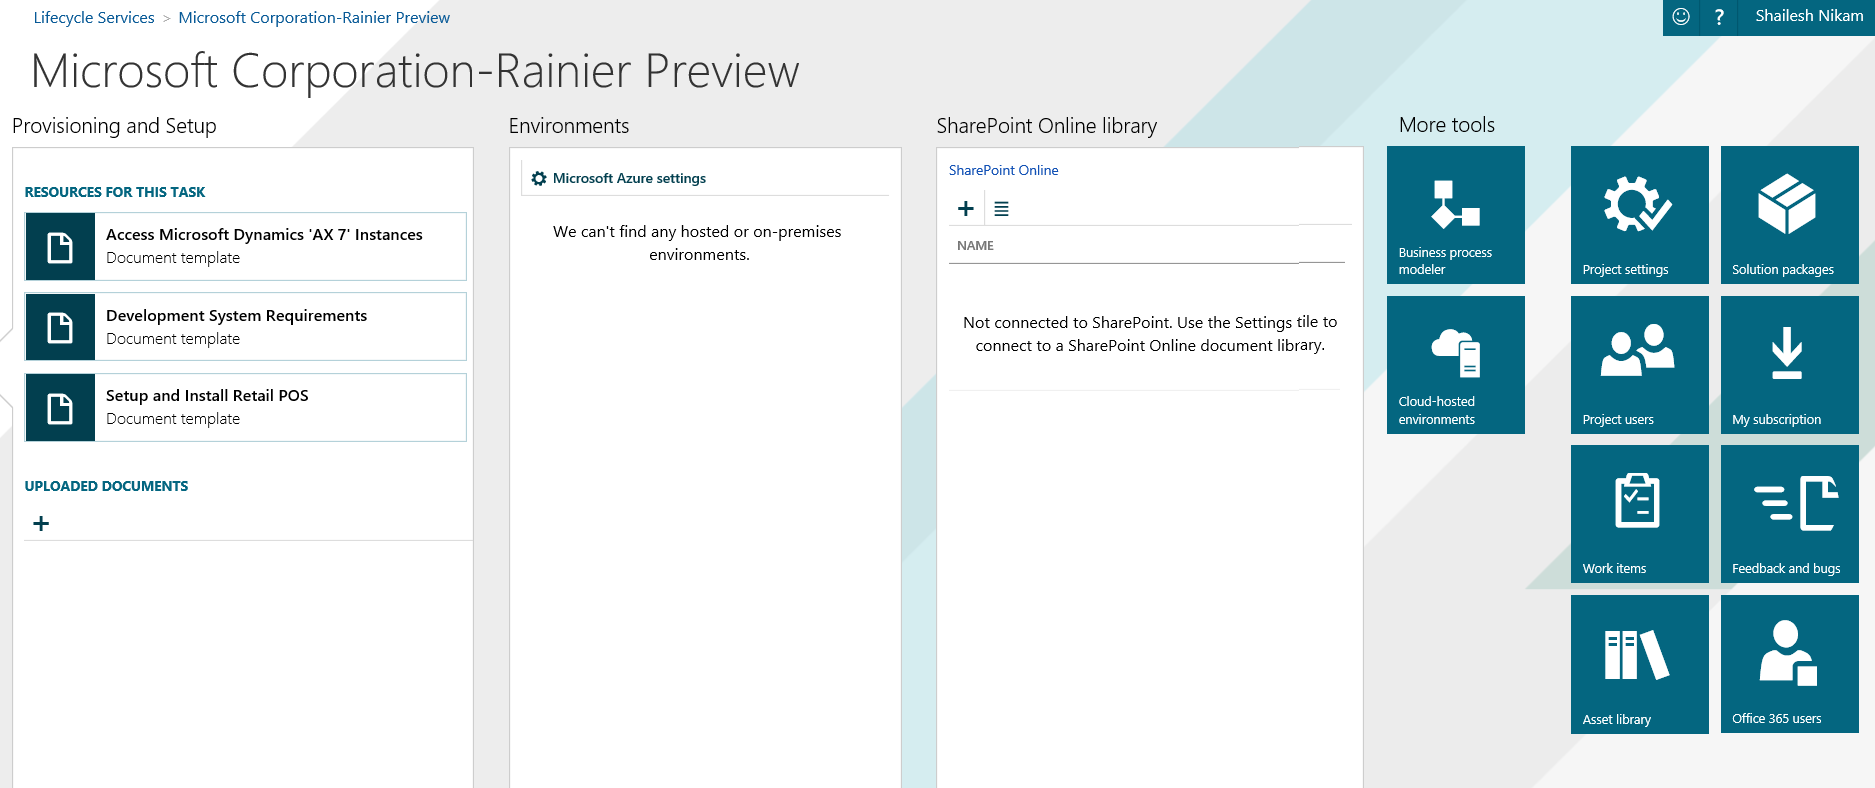 Lifecycle Services > Microsoft Corporation-Rainier Preview
? Shailesh Nikam
Microsoft Corporation-Rainier Preview
Provisioning and Setup
RESOURCES FOR THIS TASK
Access Microsoft Dynamics 'AX 7' Instances
Document template
Development System Requirements
Document template
Setup and Install Retail POS
Document template
UPLOADED DOCUMENTS
+
Environments
Microsoft Azure settings
We can't find any hosted or on-premises
environments.
SharePoint Online library
SharePoint Online
+
NAME
Not connected to SharePoint. Use the Settings tile to
connect to a SharePoint Online document library.
More tools
Business process
modeler
Project settings
Solution packages
Cloud-hosted
environments
Project users
My subscription
Work items
Feedback and bugs
Asset library
Office 365 users